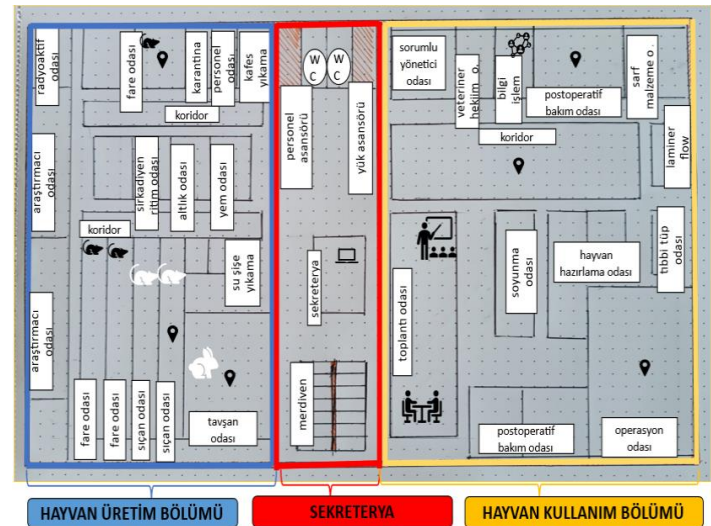 radyoaktif
odası
fare odası
karantina
personel
odası
kafes
yıkama
koridor
araştırmacı
odası
sirkadiyen
ritim odası
altlık odası
yem odası
koridor
su şişe
yıkama
araştırmacı
odası
fare odası
fare odası
sıçan odası
sıçan odası
tavşan
odası
W
C
W
C
personel
asansörü
yük asansörü
sekreterya
merdiven
sorumlu
yönetici
odası
veteriner
hekim o.
bilgi
işlem
postoperatif
bakım odası
sarf
malzeme o.
koridor
laminer
flow
toplantı odası
soyunma
odası
hayvan
hazırlama odası
tıbbi tüp
odası
postoperatif
bakım odası
operasyon
odası
HAYVAN ÜRETİM BÖLÜMÜ
SEKRETERYA
HAYVAN KULLANIM BÖLÜMÜ